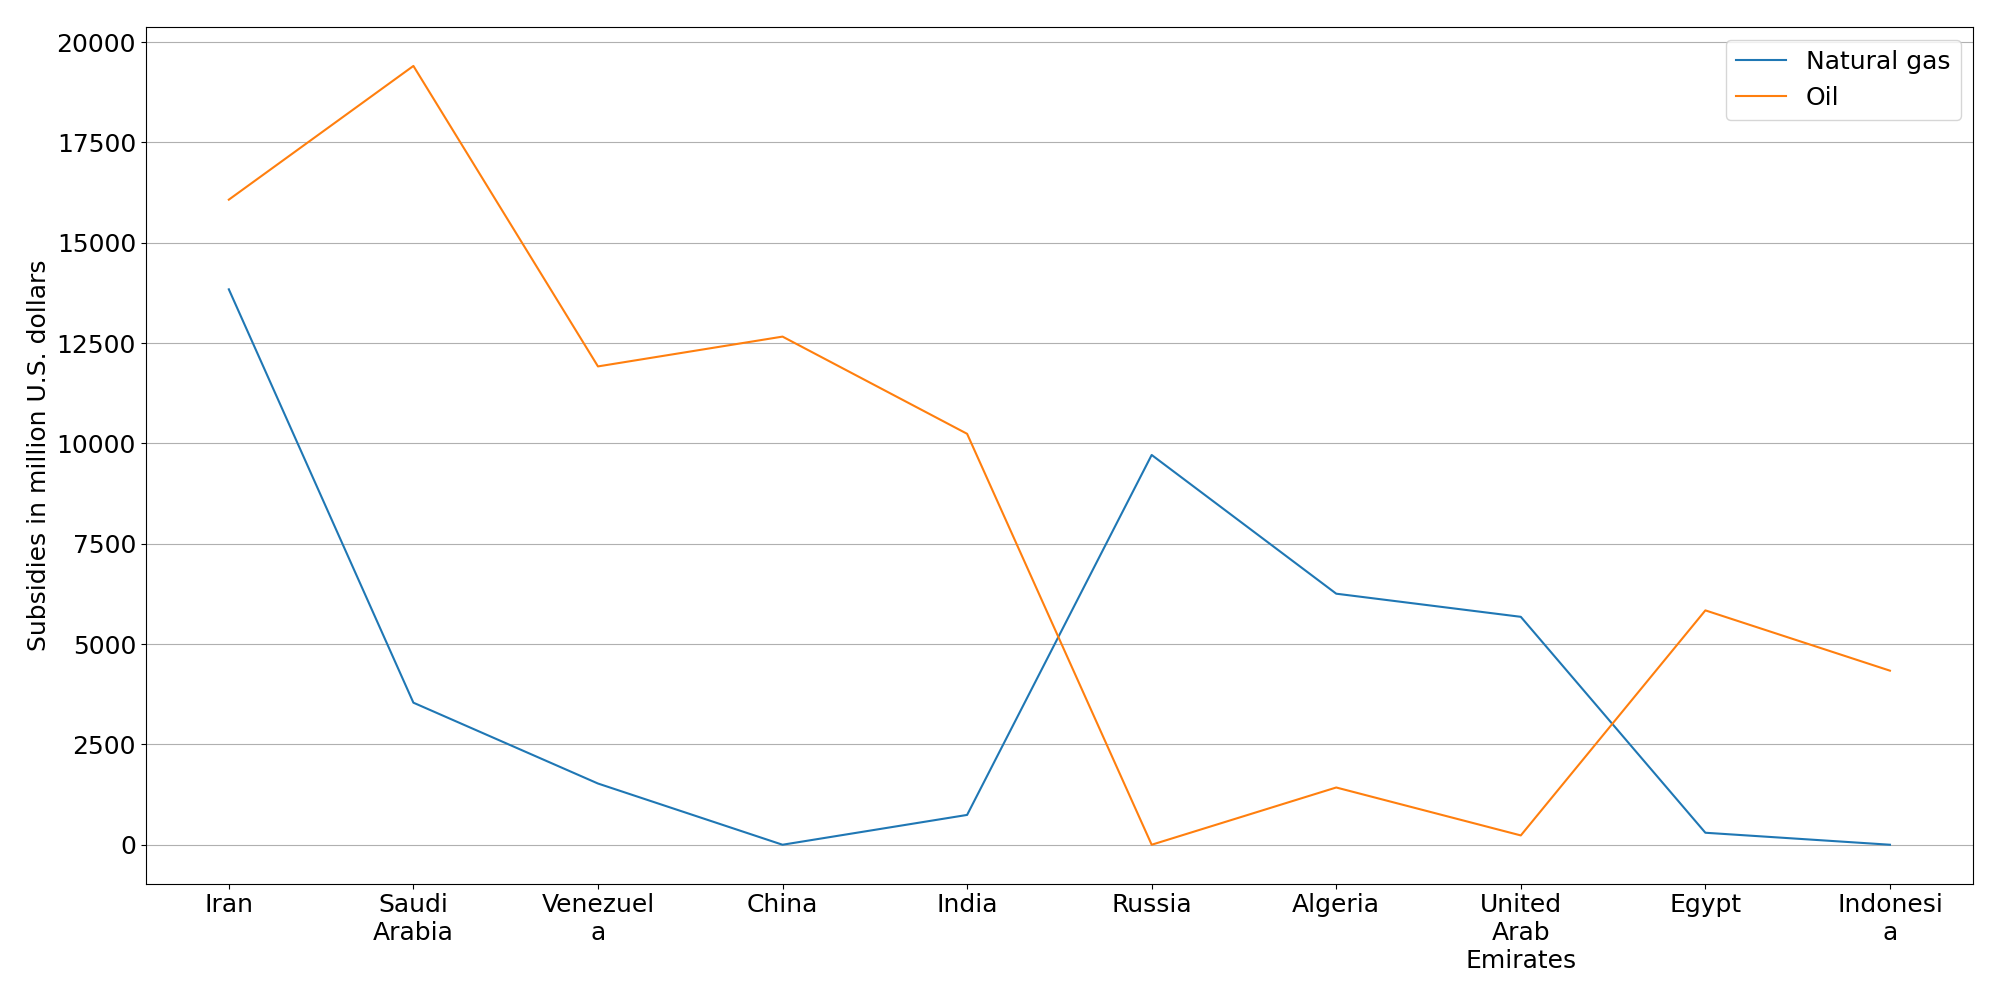 20000
17500
15000
12500
10000
7500
5000
2500
0
Subsidies in million U.S. dollars
Natural gas
Oil
Iran
Saudi
Arabia
Venezuel
a
China
India
Russia
Algeria
United
Arab
Emirates
Egypt
Indonesi
a